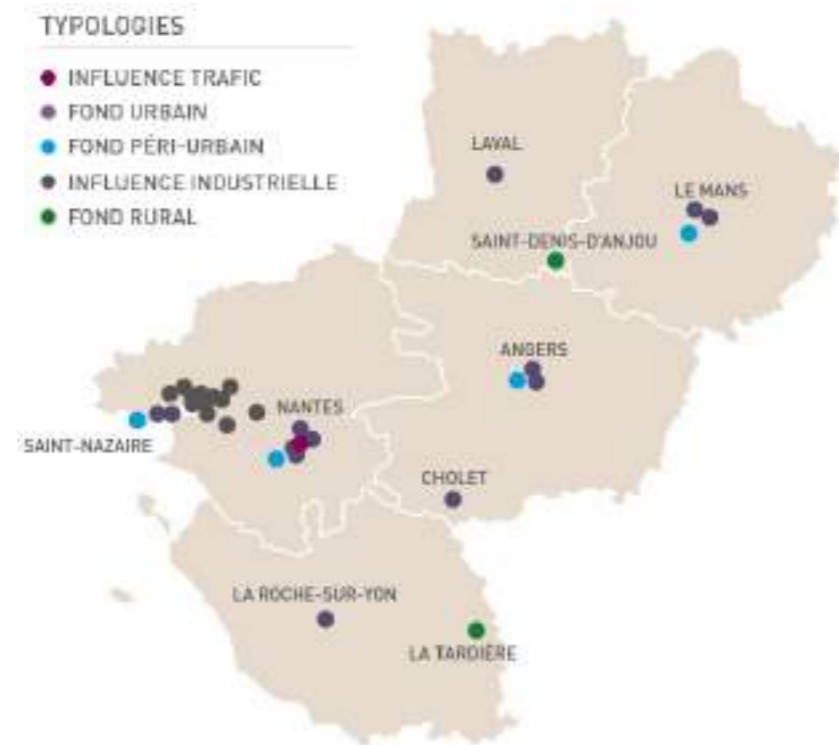 TYPOLOGIES
INFLUENCE TRAFIC
FOND URBAIN
FOND PÉRI-URBAIN
INFLUENCE INDUSTRIELLE
FOND RURAL
LAVAL
LE MANS
SAINT-DENIS-D'ANJOU
ANGERS
NANTES
SAINT-NAZAIRE
CHOLET
LA ROCHE-SUR-YON
LA TARDIÈRE